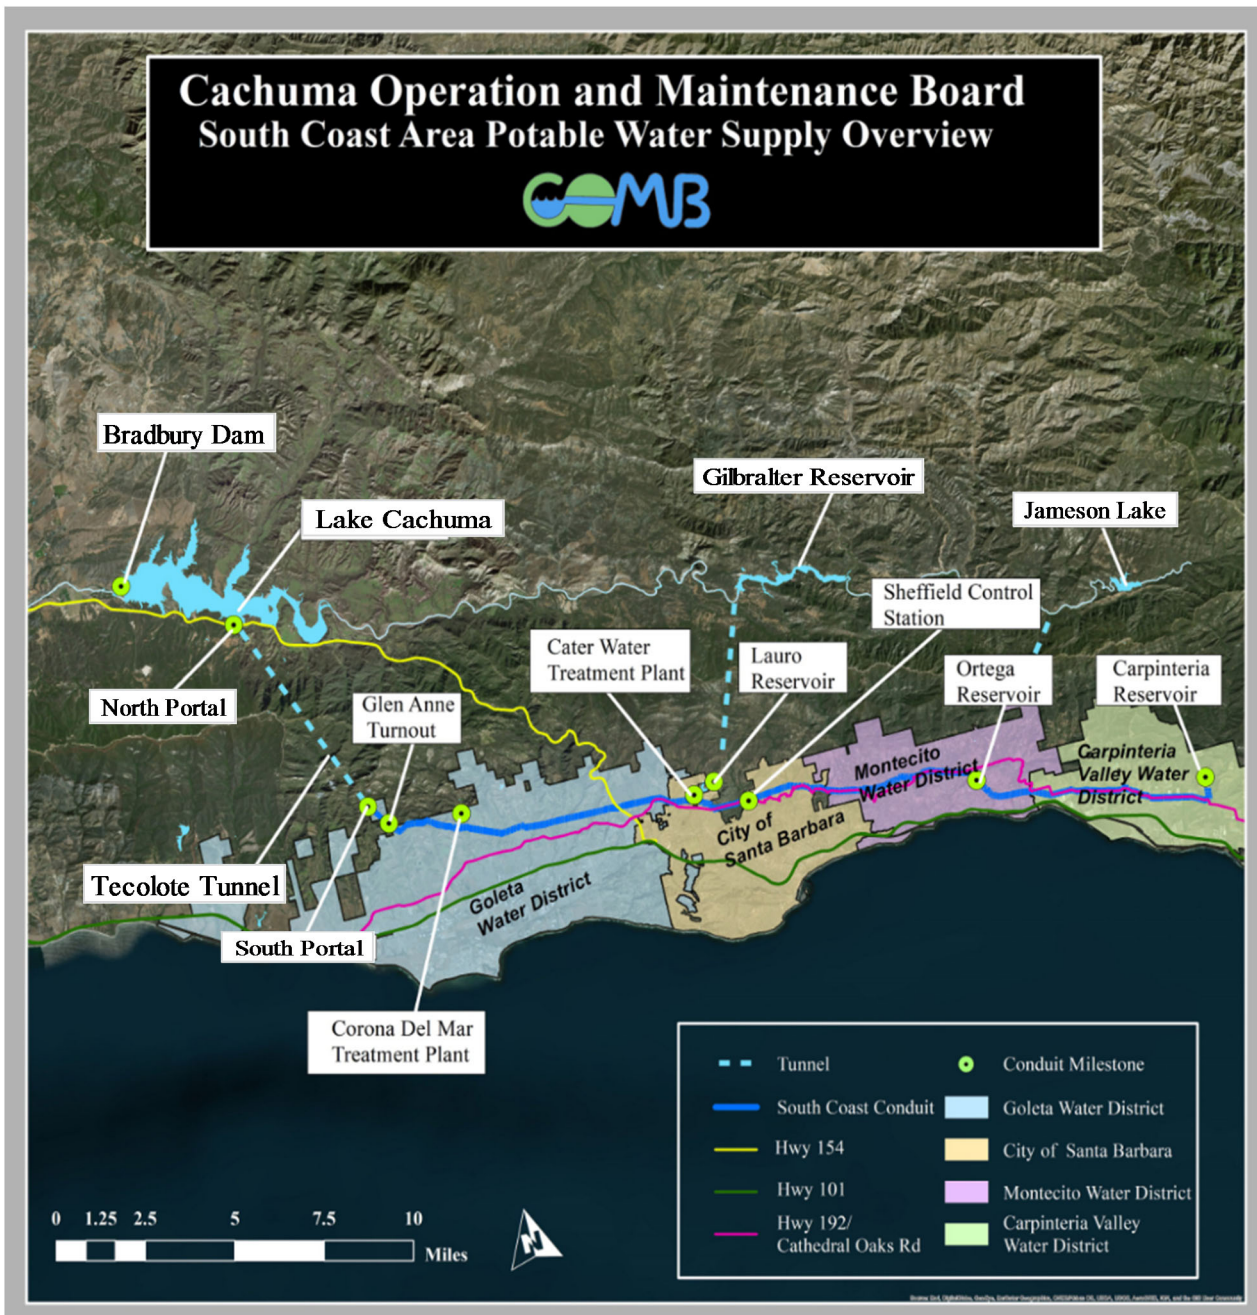 Cachuma Operation and Maintenance Board
South Coast Area Potable Water Supply Overview
COMB
Bradbury Dam
Lake Cachuma
Gilbralter Reservoir
Jameson Lake
Sheffield Control
Station
Cater Water
Treatment Plant
Lauro
Reservoir
Ortega
Reservoir
Carpinteria
Reservoir
North Portal
Glen Anne
Turnout
Montecito
Water District
Carpinteria
Valley Water
District
City of
Santa Barbara
Tecolote Tunnel
Goleta
Water District
South Portal
Corona Del Mar
Treatment Plant
Tunnel
South Coast Conduit
Hwy 154
Hwy 101
Hwy 192/
Cathedral Oaks Rd
Conduit Milestone
Goleta Water District
City of Santa Barbara
Montecito Water District
Carpinteria Valley
Water District
0 1.25 2.5 5 7.5 10
Miles
N